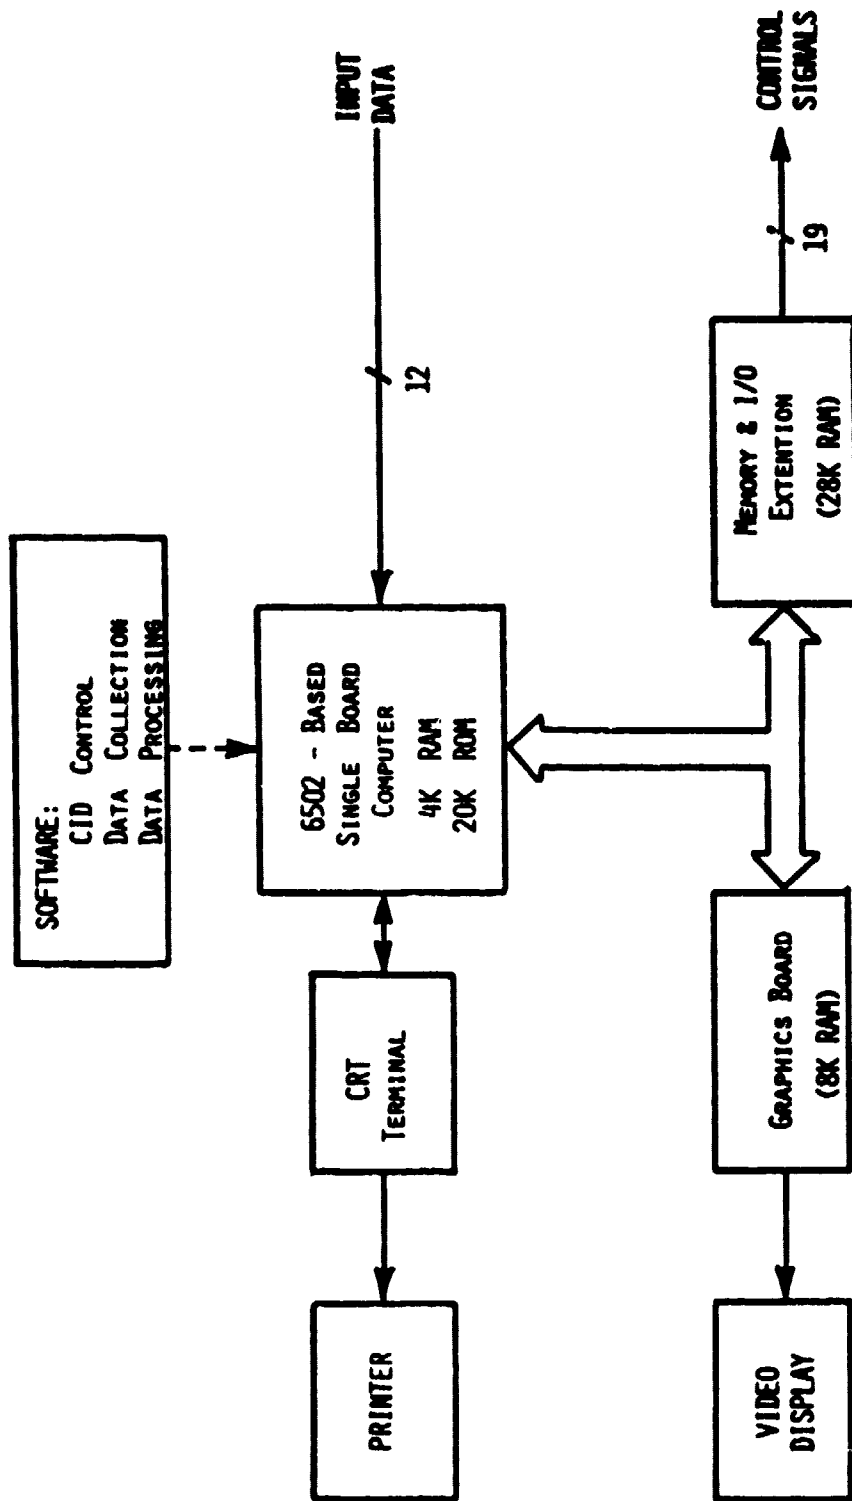 SOFTWARE:
CID CONTROL
DATA COLLECTION
DATA PROCESSING
PRINTER
CRT
TERMINAL
6502 - BASED
SINGLE BOARD
COMPUTER
4K RAM
20K ROM
12
INPUT
DATA
VIDEO
DISPLAY
GRAPHICS BOARD
(8K RAM)
MEMORY & I/O
EXTENTION
(28K RAM)
19
CONTROL
SIGNALS